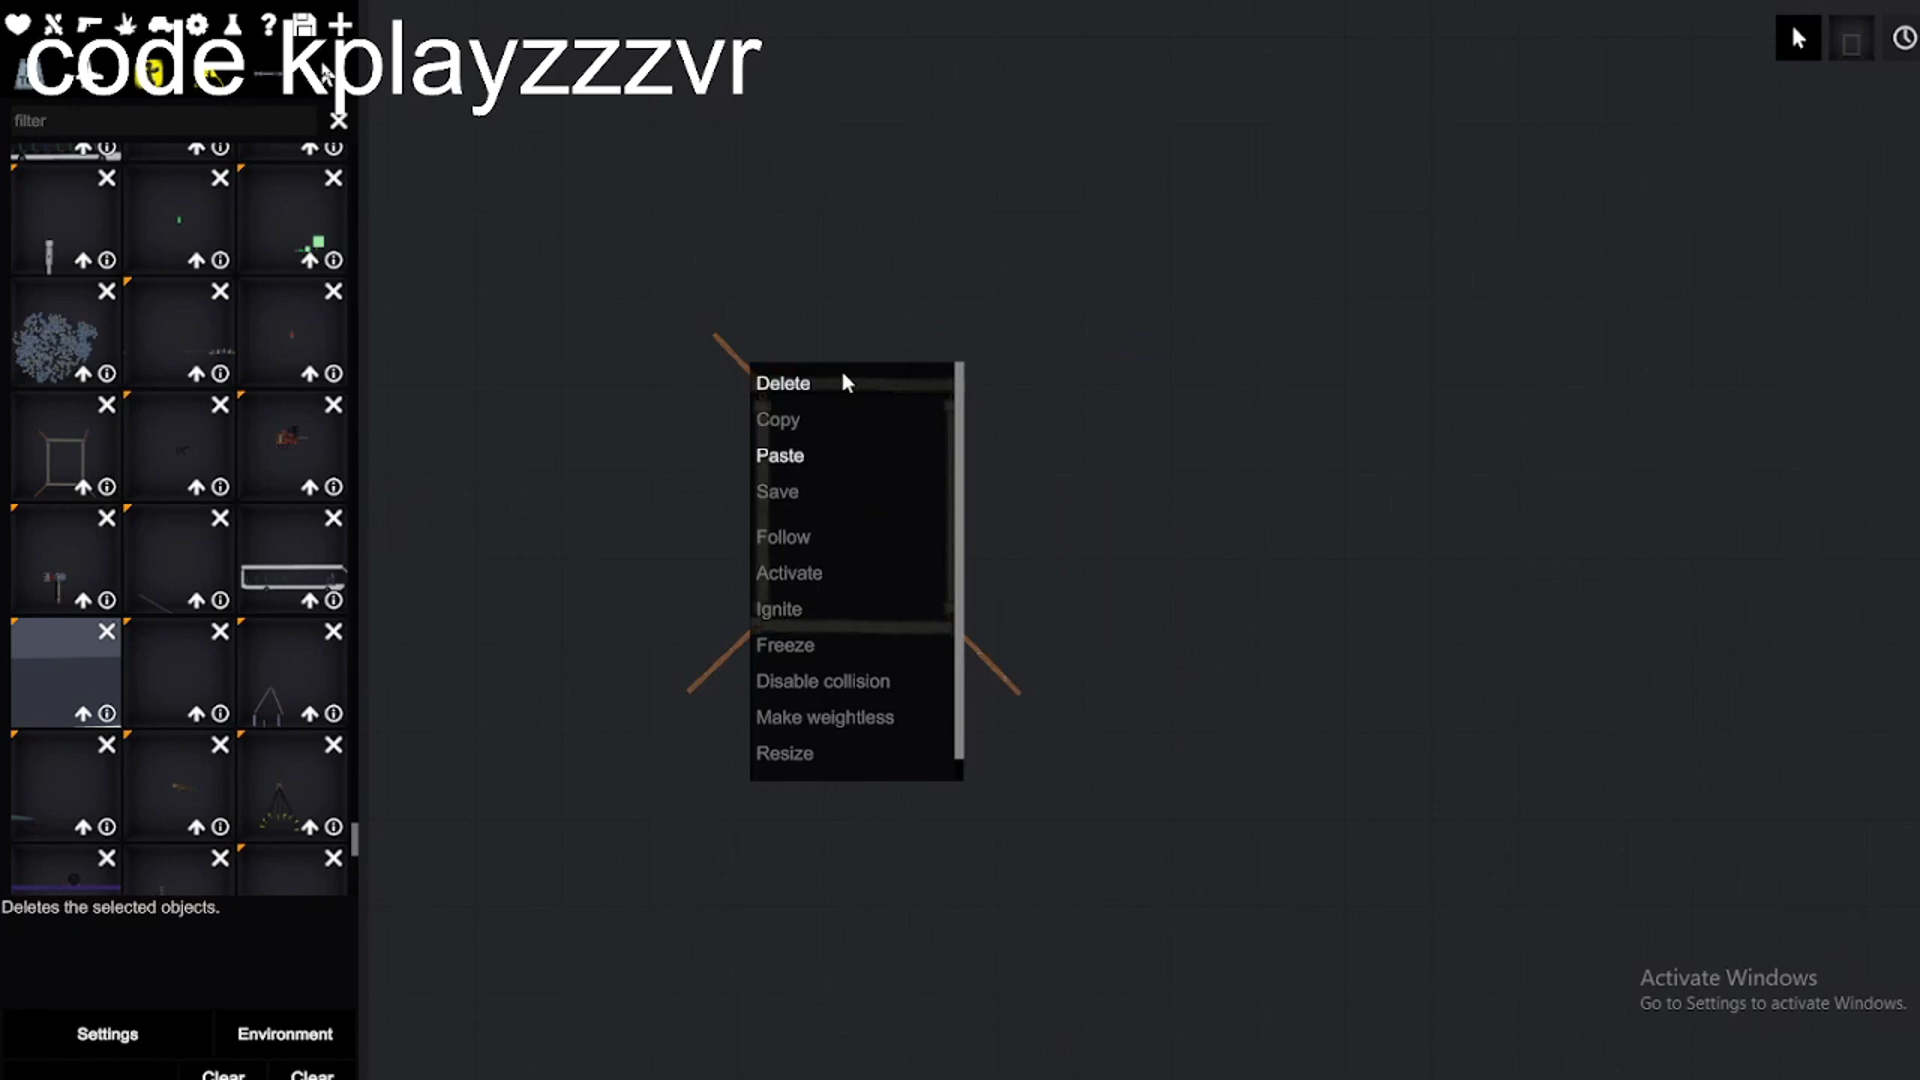 code kplayzzzvr
filter
Delete
Copy
Paste
Save
Follow
Activate
Ignite
Freeze
Disable collision
Make weightless
Resize
Deletes the selected objects.
Settings
Environment
Clear
Clear
Activate Windows
Go to Settings to activate Windows.